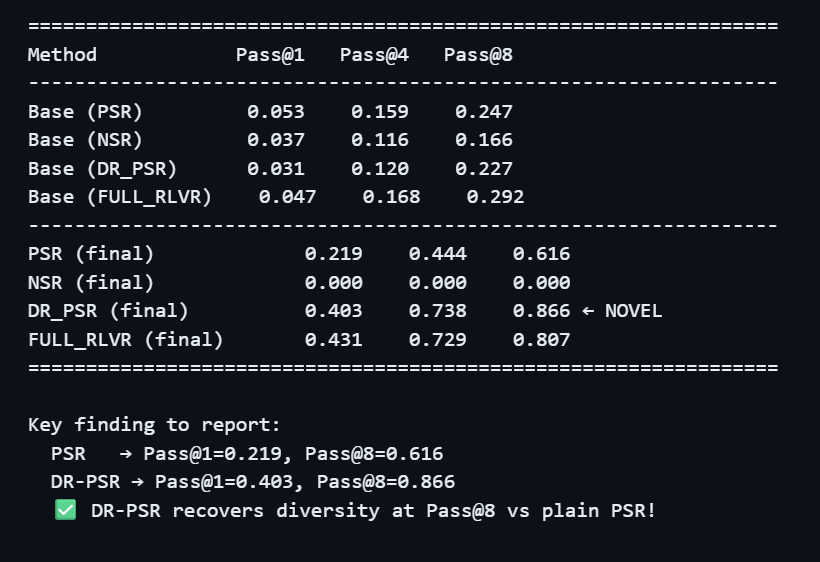 =================================================================
Method            Pass@1   Pass@4   Pass@8
-----------------------------------------------------------------
Base (PSR)         0.053    0.159    0.247
Base (NSR)         0.037    0.116    0.166
Base (DR_PSR)      0.031    0.120    0.227
Base (FULL_RLVR)    0.047    0.168    0.292
-----------------------------------------------------------------
PSR (final)             0.219    0.444    0.616
NSR (final)             0.000    0.000    0.000
DR_PSR (final)          0.403    0.738    0.866 ← NOVEL
FULL_RLVR (final)       0.431    0.729    0.807
=================================================================
Key finding to report:
  PSR   → Pass@1=0.219, Pass@8=0.616
  DR-PSR → Pass@1=0.403, Pass@8=0.866
  ✅ DR-PSR recovers diversity at Pass@8 vs plain PSR!